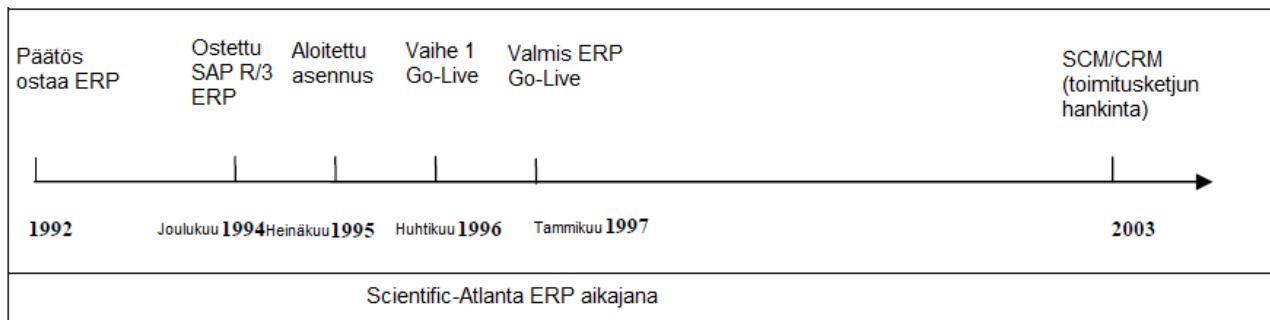 Päätös
ostaa ERP
Ostettu
SAP R/3
ERP
Aloitettu
asennus
Vaihe 1
Go-Live
Valmis ERP
Go-Live
SCM/CRM
(toimitusketjun
hankinta)
1992
Joulukuu 1994
Heinäkuu 1995
Huhtikuu 1996
Tammikuu 1997
2003
Scientific-Atlanta ERP aikajana